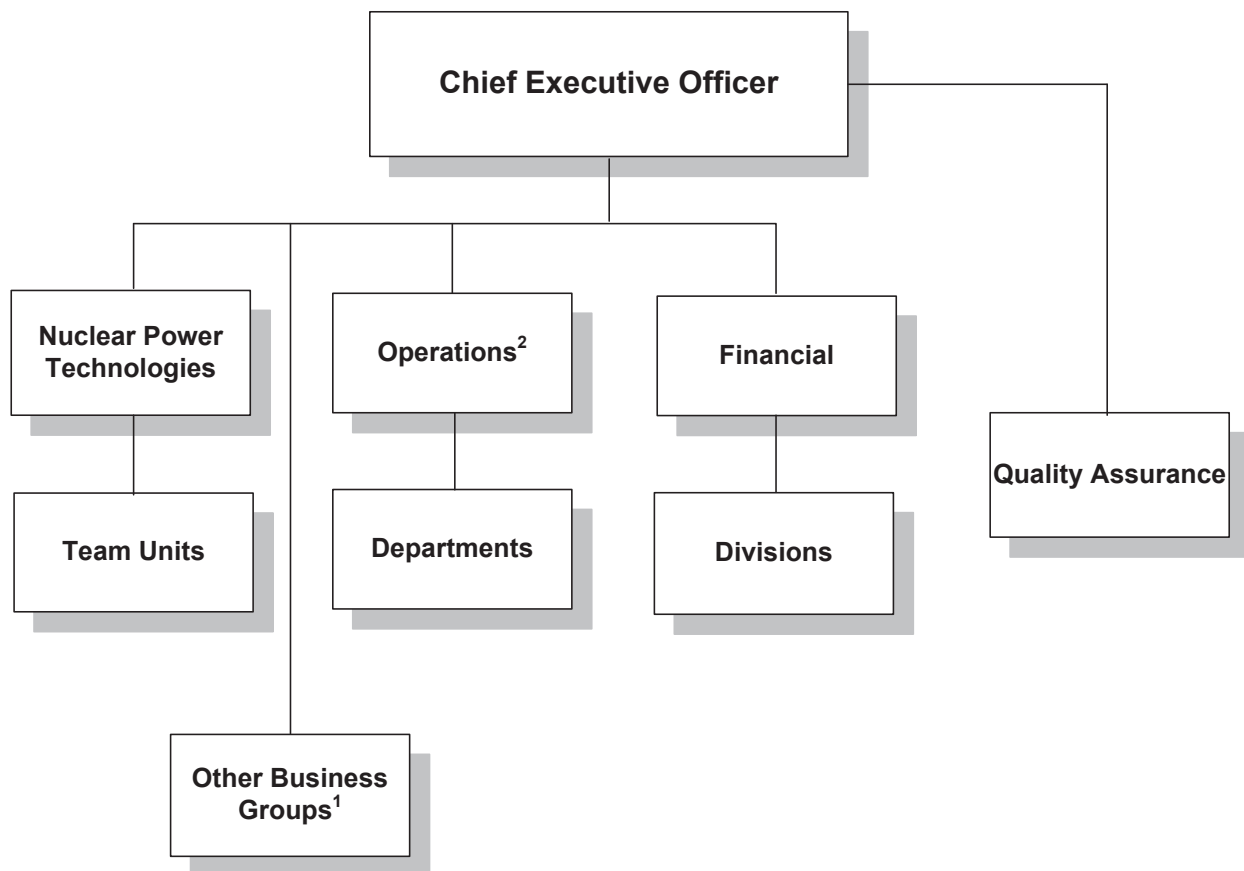 Chief Executive Officer
Nuclear Power
Technologies
Operations²
Financial
Quality Assurance
Team Units
Departments
Divisions
Other Business
Groups¹